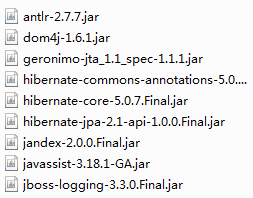 antlr-2.7.7.jar
dom4j-1.6.1.jar
geronimo-jta_1.1_spec-1.1.1.jar
hibernate-commons-annotations-5.0....
hibernate-core-5.0.7.Final.jar
hibernate-jpa-2.1-api-1.0.0.Final.jar
jandex-2.0.0.Final.jar
javassist-3.18.1-GA.jar
jboss-logging-3.3.0.Final.jar